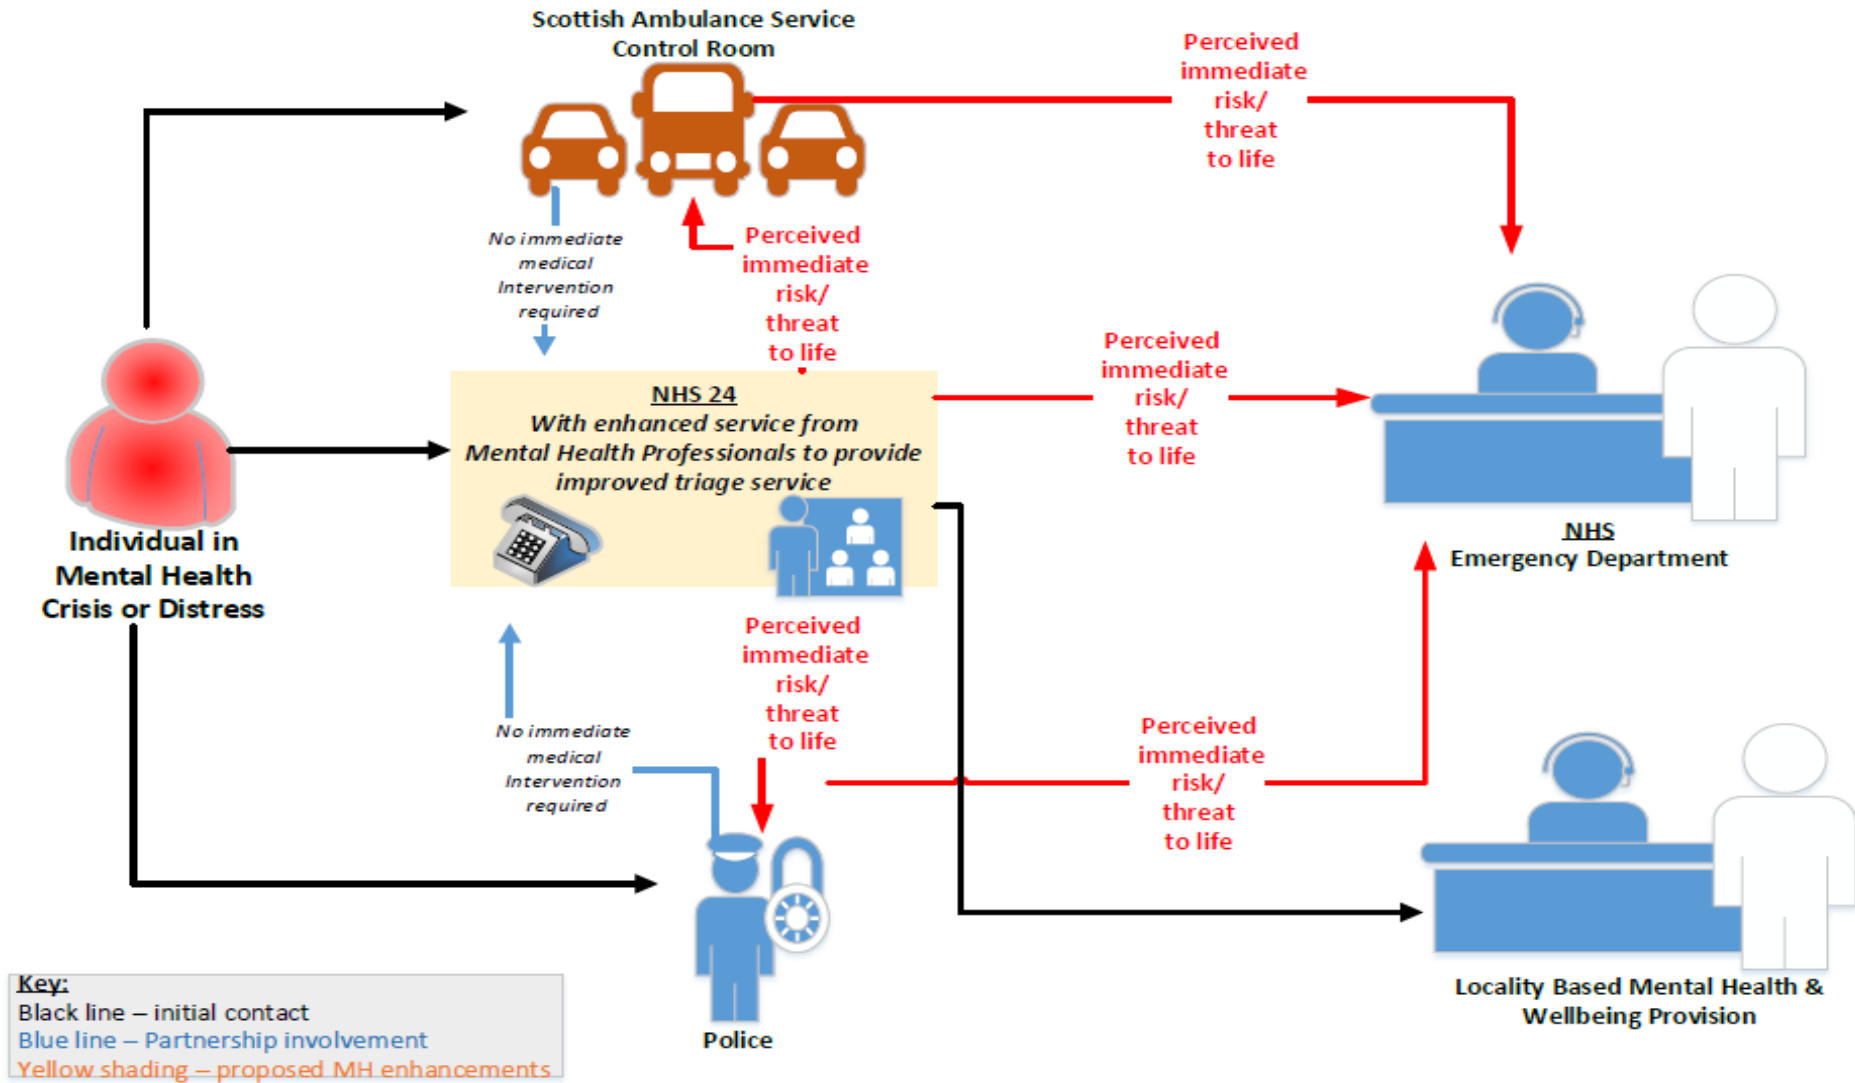 Scottish Ambulance Service
Control Room
Perceived
immediate
risk/
threat
to life
No immediate
medical
Intervention
required
Perceived
immediate
risk/
threat
to life
Perceived
immediate
risk/
threat
to life
NHS 24
With enhanced service from
Mental Health Professionals to provide
improved triage service
Individual in
Mental Health
Crisis or Distress
NHS
Emergency Department
Perceived
immediate
risk/
threat
to life
No immediate
medical
Intervention
required
Perceived
immediate
risk/
threat
to life
Police
Locality Based Mental Health &
Wellbeing Provision
Key:
Black line – initial contact
Blue line – Partnership involvement
Yellow shading – proposed MH enhancements